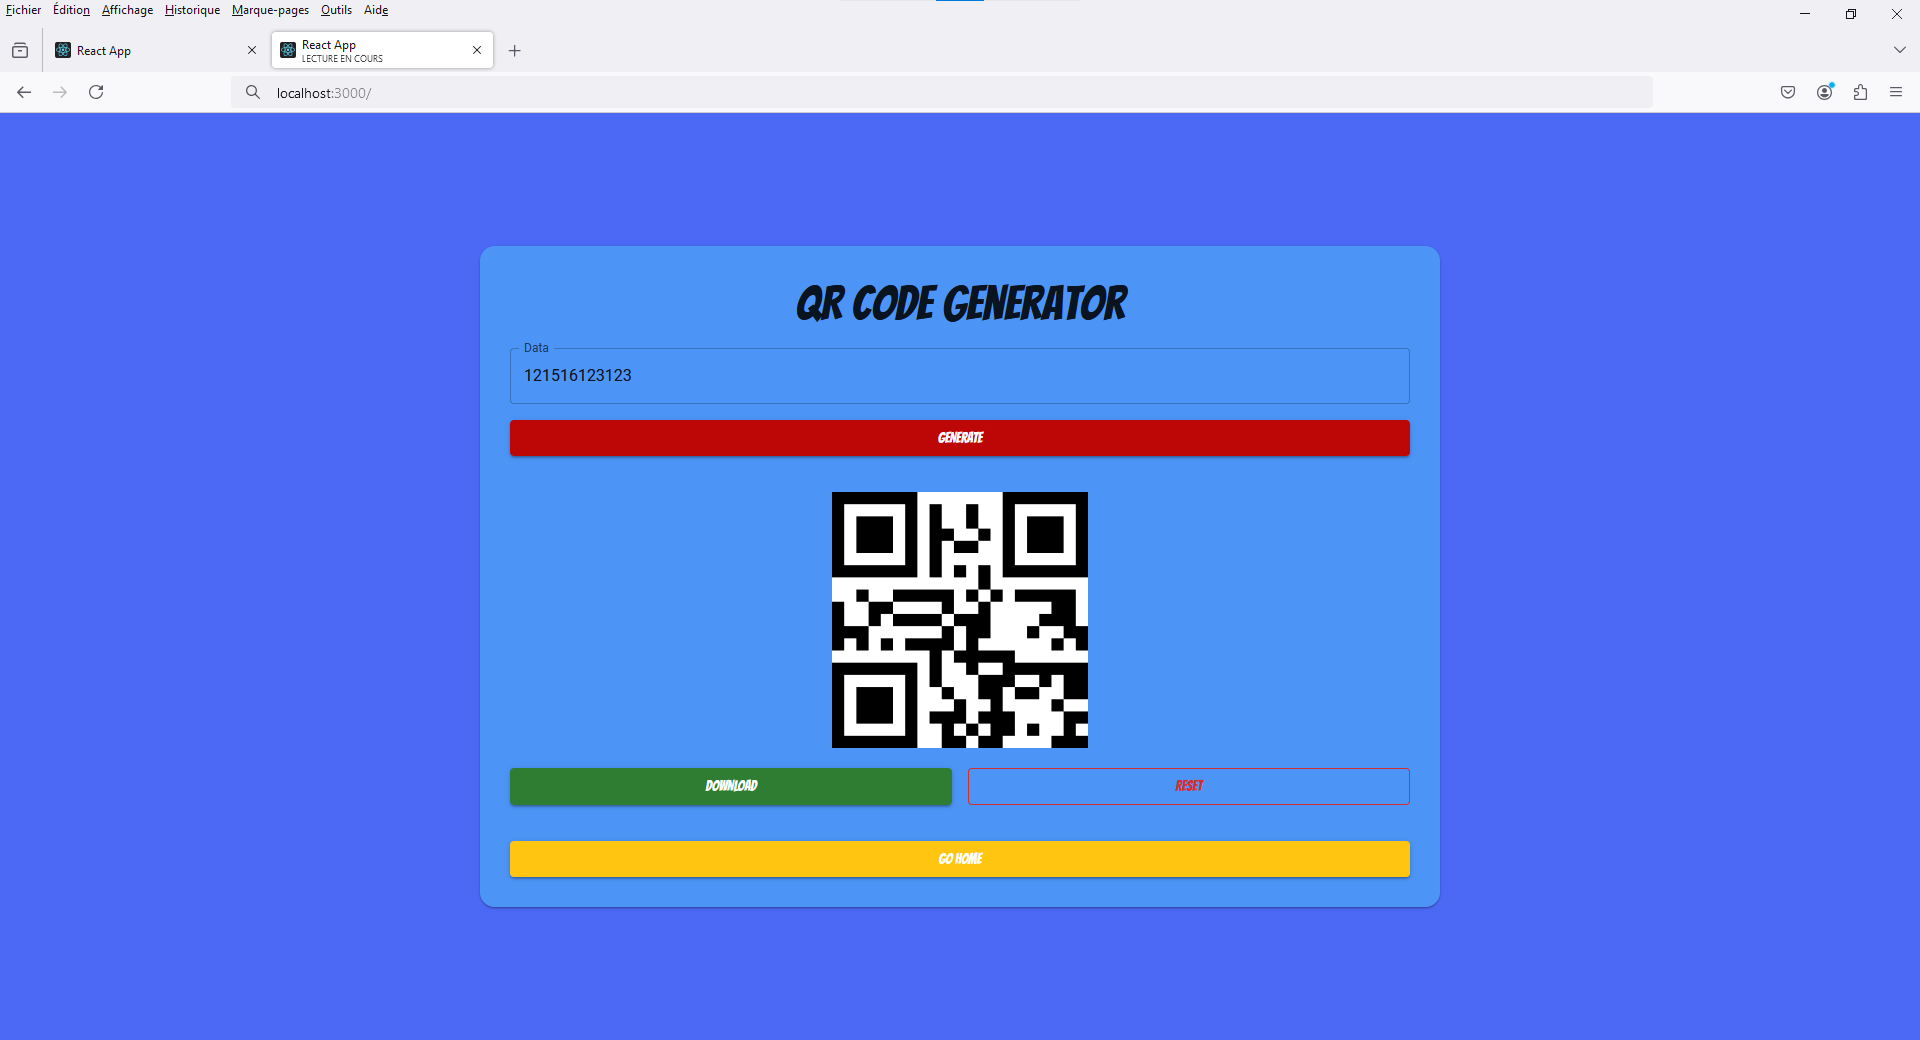 Fichier Édition Affichage Historique Marque-pages Outils Aide
React App
React App
LECTURE EN COURS
localhost:3000/
QR CODE GENERATOR
Data
121516123123
GENERATE
DOWNLOAD RESET
GO HOME